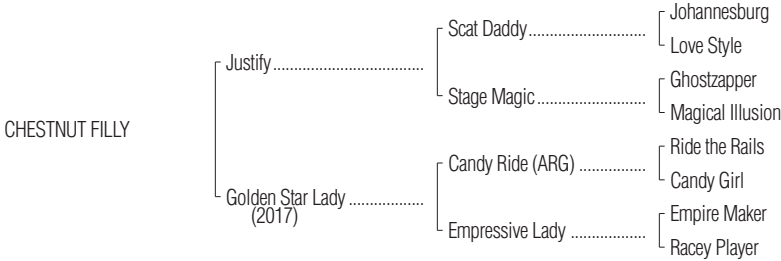 Johannesburg
Scat Daddy
Love Style
Justify
Ghostzapper
Stage Magic
Magical Illusion
CHESTNUT FILLY
Ride the Rails
Candy Ride (ARG)
Candy Girl
Golden Star Lady
(2017)
Empire Maker
Empressive Lady
Racey Player